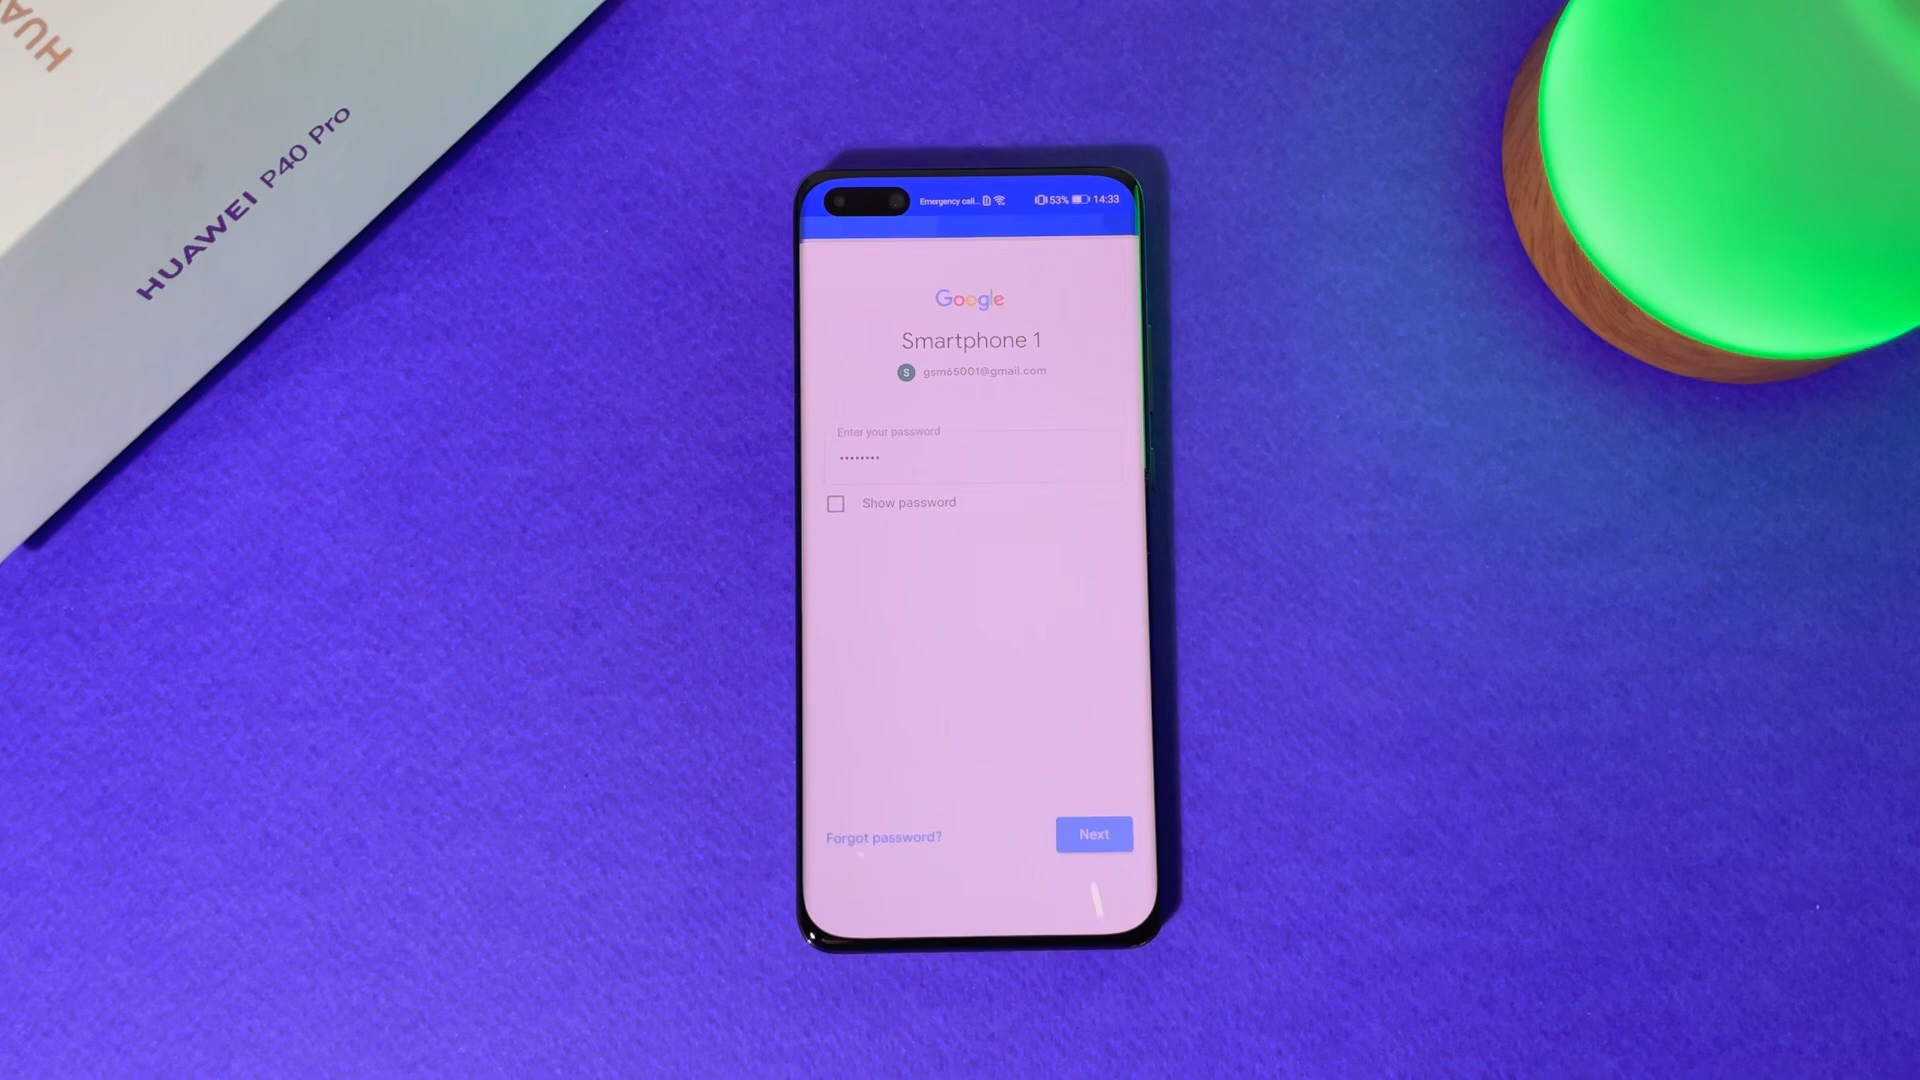 HUAWEI
HUAWEI P40 Pro
Emergency call... 53% 14:33
Google
Smartphone 1
S gsm65001@gmail.com
Enter your password
••••••••
Show password
Forgot password? Next